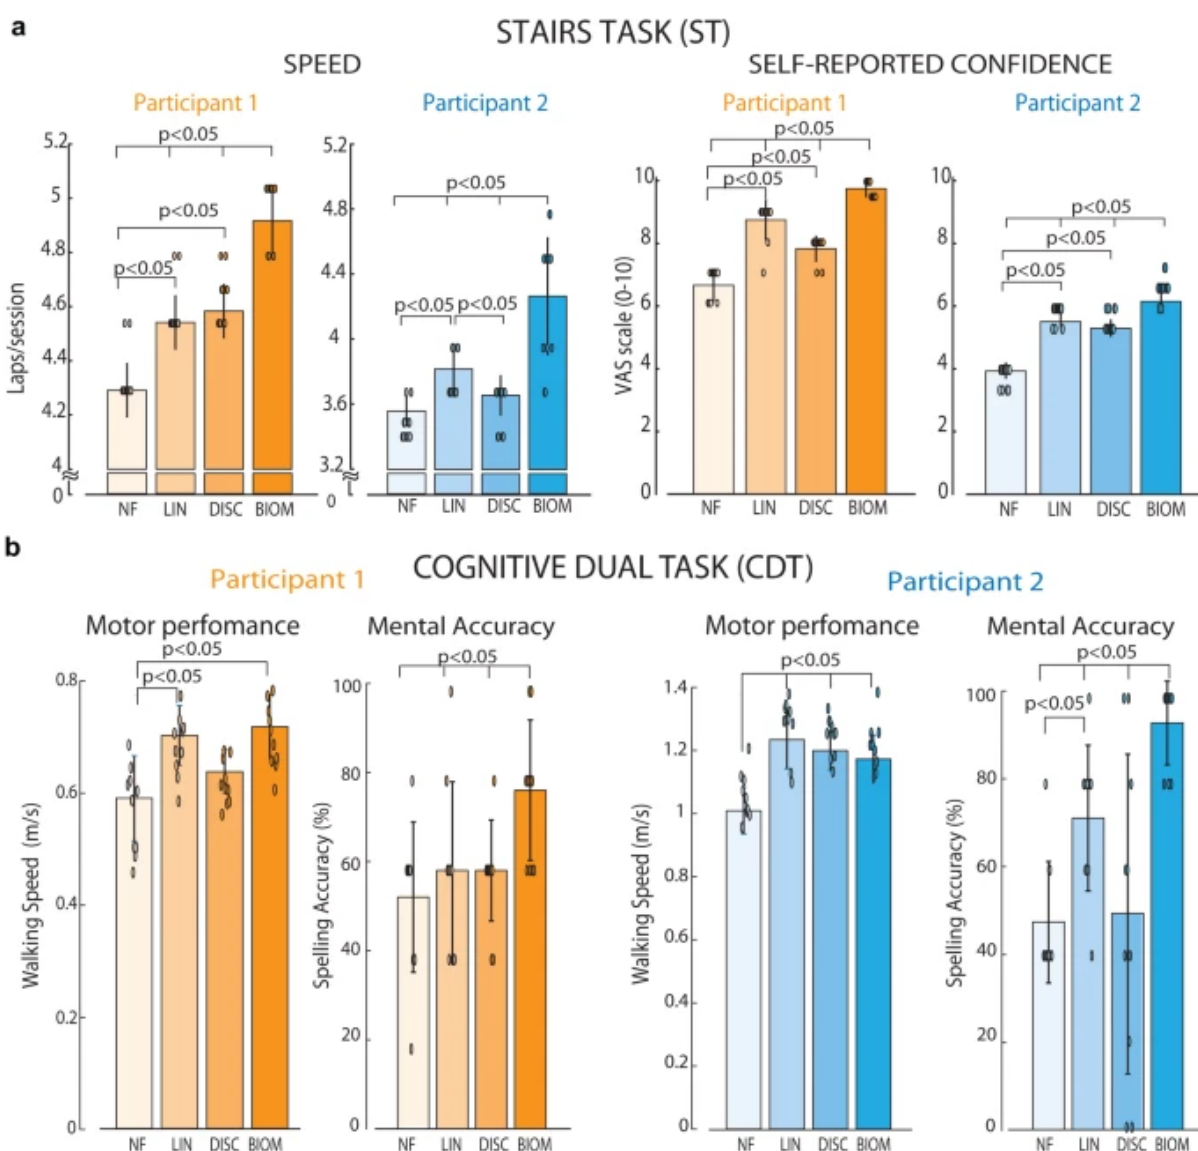 a
STAIRS TASK (ST)
SPEED
SELF-REPORTED CONFIDENCE
Participant 1
Participant 2
Participant 1
Participant 2
Laps/session
5.2
5
4.8
4.6
4.4
4.2
4
0
p<0.05
p<0.05
p<0.05
NF LIN DISC BIOM
5.2
4.8
4.4
4
3.6
3.2
0
p<0.05
p<0.05 p<0.05
NF LIN DISC BIOM
VAS scale (0-10)
10
8
6
4
2
0
p<0.05
p<0.05
p<0.05
NF LIN DISC BIOM
10
8
6
4
2
0
p<0.05
p<0.05
p<0.05
NF LIN DISC BIOM
b
COGNITIVE DUAL TASK (CDT)
Participant 1
Participant 2
Motor perfomance
Mental Accuracy
Motor perfomance
Mental Accuracy
Walking Speed (m/s)
0.8
0.6
0.4
0.2
0
p<0.05
p<0.05
NF LIN DISC BIOM
Spelling Accuracy (%)
100
80
60
40
20
0
p<0.05
NF LIN DISC BIOM
Walking Speed (m/s)
1.4
1.2
1
0.8
0.6
0.4
0.2
0
p<0.05
NF LIN DISC BIOM
Spelling Accuracy (%)
100
80
60
40
20
0
p<0.05
p<0.05
NF LIN DISC BIOM